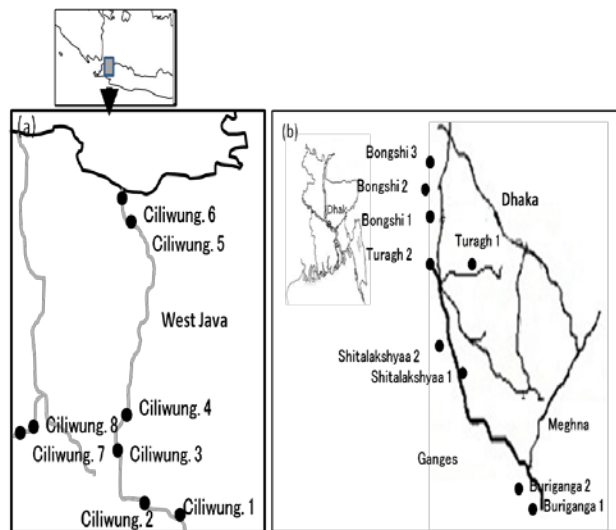 (a)
Ciliwung. 6
Ciliwung. 5
West Java
Ciliwung. 4
Ciliwung. 8
Ciliwung. 3
Ciliwung. 7
Ciliwung. 1
Ciliwung. 2
(b)
Bongshi 3
Dhaka
Bongshi 2
Dhak
Bongshi 1
Turagh 1
Turagh 2
Shitalakshyaa 2
Shitalakshyaa 1
Meghna
Ganges
Buriganga 2
Buriganga 1